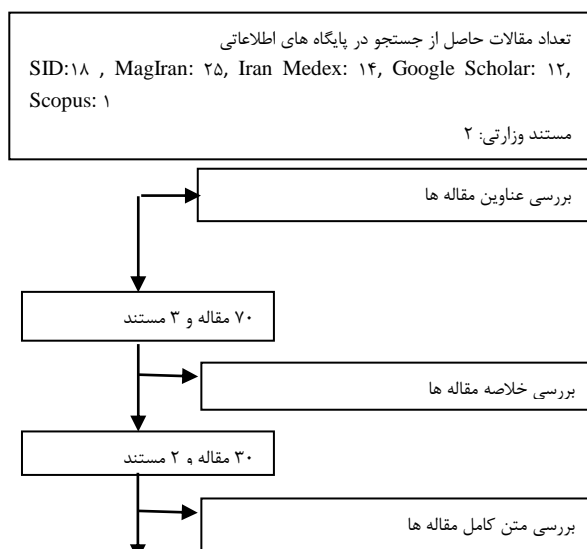 تعداد مقالات حاصل از جستجو در پایگاه های اطلاعاتی
SID:۱۸ , MagIran: ۲۵, Iran Medex: ۱۴, Google Scholar: ۱۲,
Scopus: ۱
مستند وزارتی: ۲
بررسی عناوین مقاله ها
۷۰ مقاله و ۳ مستند
بررسی خلاصه مقاله ها
۳۰ مقاله و ۲ مستند
بررسی متن کامل مقاله ها